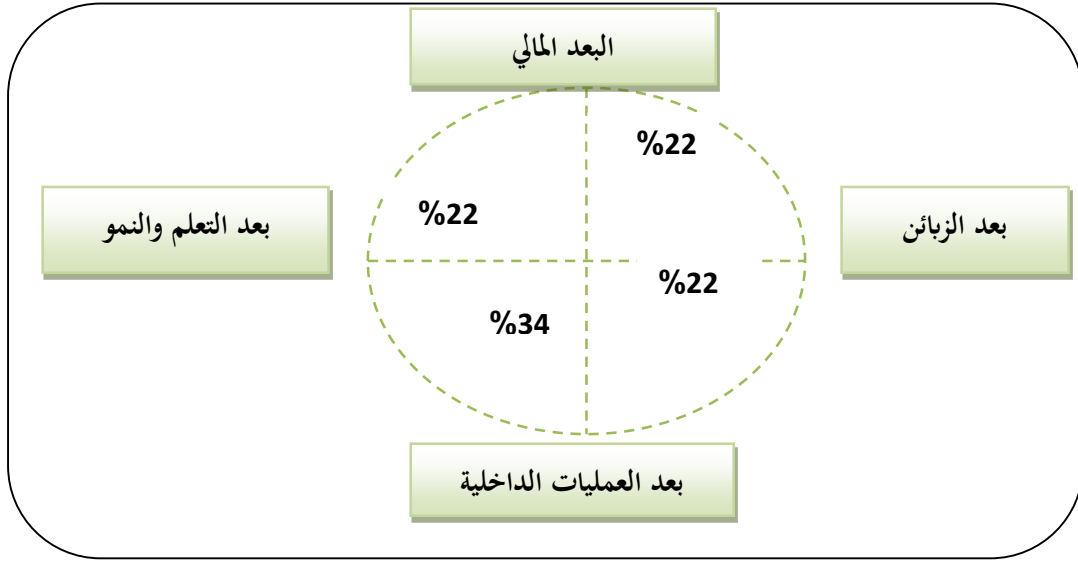 البعد المالي
%22
%22
بعد الزبائن
بعد التعلم والنمو
%22
%34
بعد العمليات الداخلية